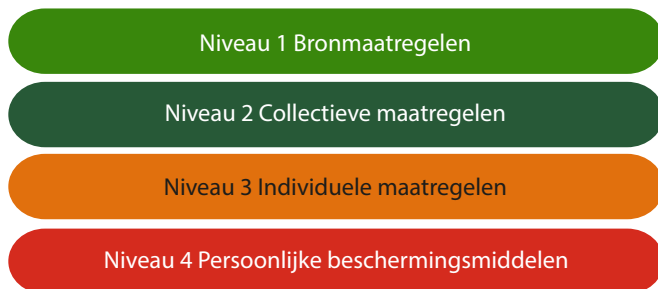 Niveau 1 Bronmaatregelen
Niveau 2 Collectieve maatregelen
Niveau 3 Individuele maatregelen
Niveau 4 Persoonlijke beschermingsmiddelen